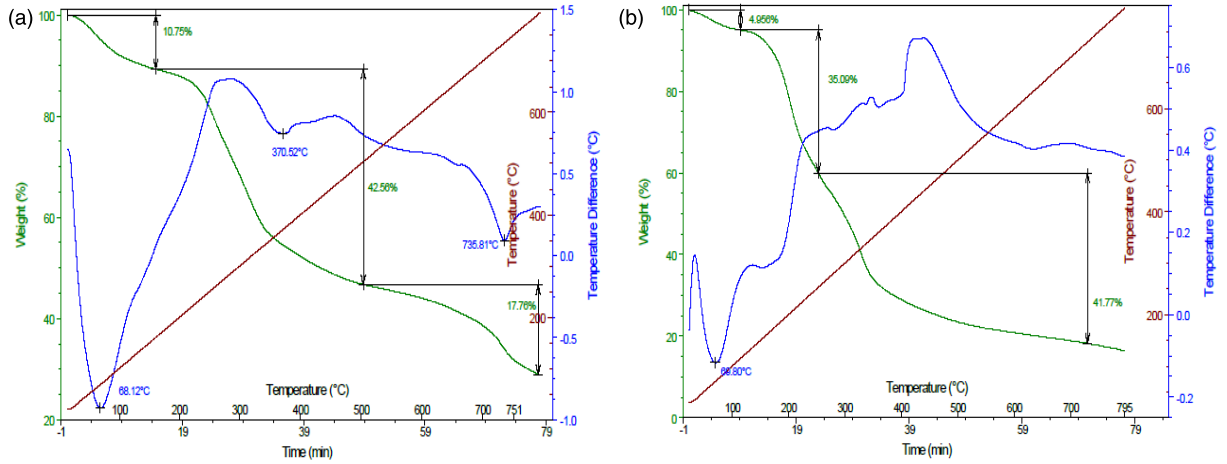 (a)
100
80
60
40
20
Weight (%)
10.75%
42.56%
17.76%
370.52°C
68.12°C
735.81°C
600
400
200
Temperature (°C)
1.5
1.0
0.5
0.0
-0.5
-1.0
Temperature Difference (°C)
Temperature (°C)
100 200 300 400 500 600 700 751
-1 19 39 59 79
Time (min)
(b)
100
80
60
40
20
0
Weight (%)
4.956%
35.09%
41.77%
69.80°C
600
400
200
Temperature (°C)
0.6
0.4
0.2
0.0
-0.2
Temperature Difference (°C)
Temperature (°C)
100 200 300 400 500 600 700 795
-1 19 39 59 79
Time (min)